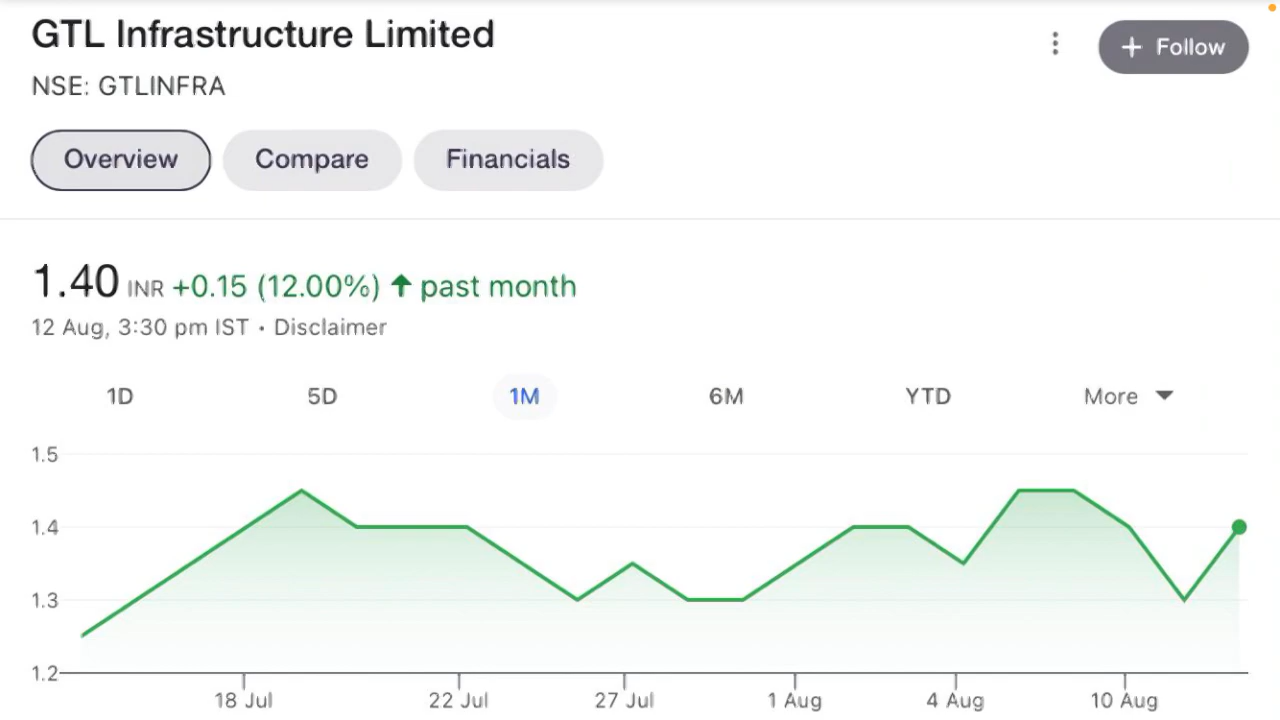 GTL Infrastructure Limited
+ Follow
NSE: GTLINFRA
Overview Compare Financials
1.40 INR +0.15 (12.00%) ↑ past month
12 Aug, 3:30 pm IST • Disclaimer
1D 5D 1M 6M YTD More
1.5
1.4
1.3
1.2
18 Jul 22 Jul 27 Jul 1 Aug 4 Aug 10 Aug